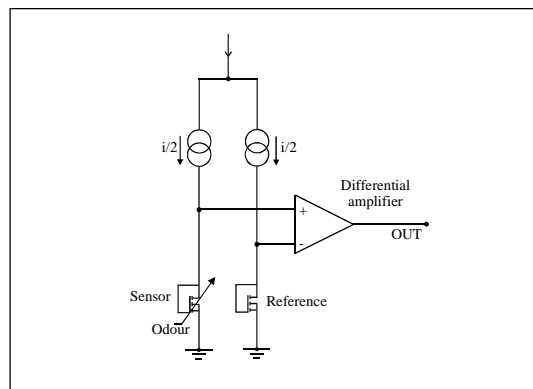 i/2
i/2
Differential
amplifier
+
OUT
-
Sensor
Reference
Odour